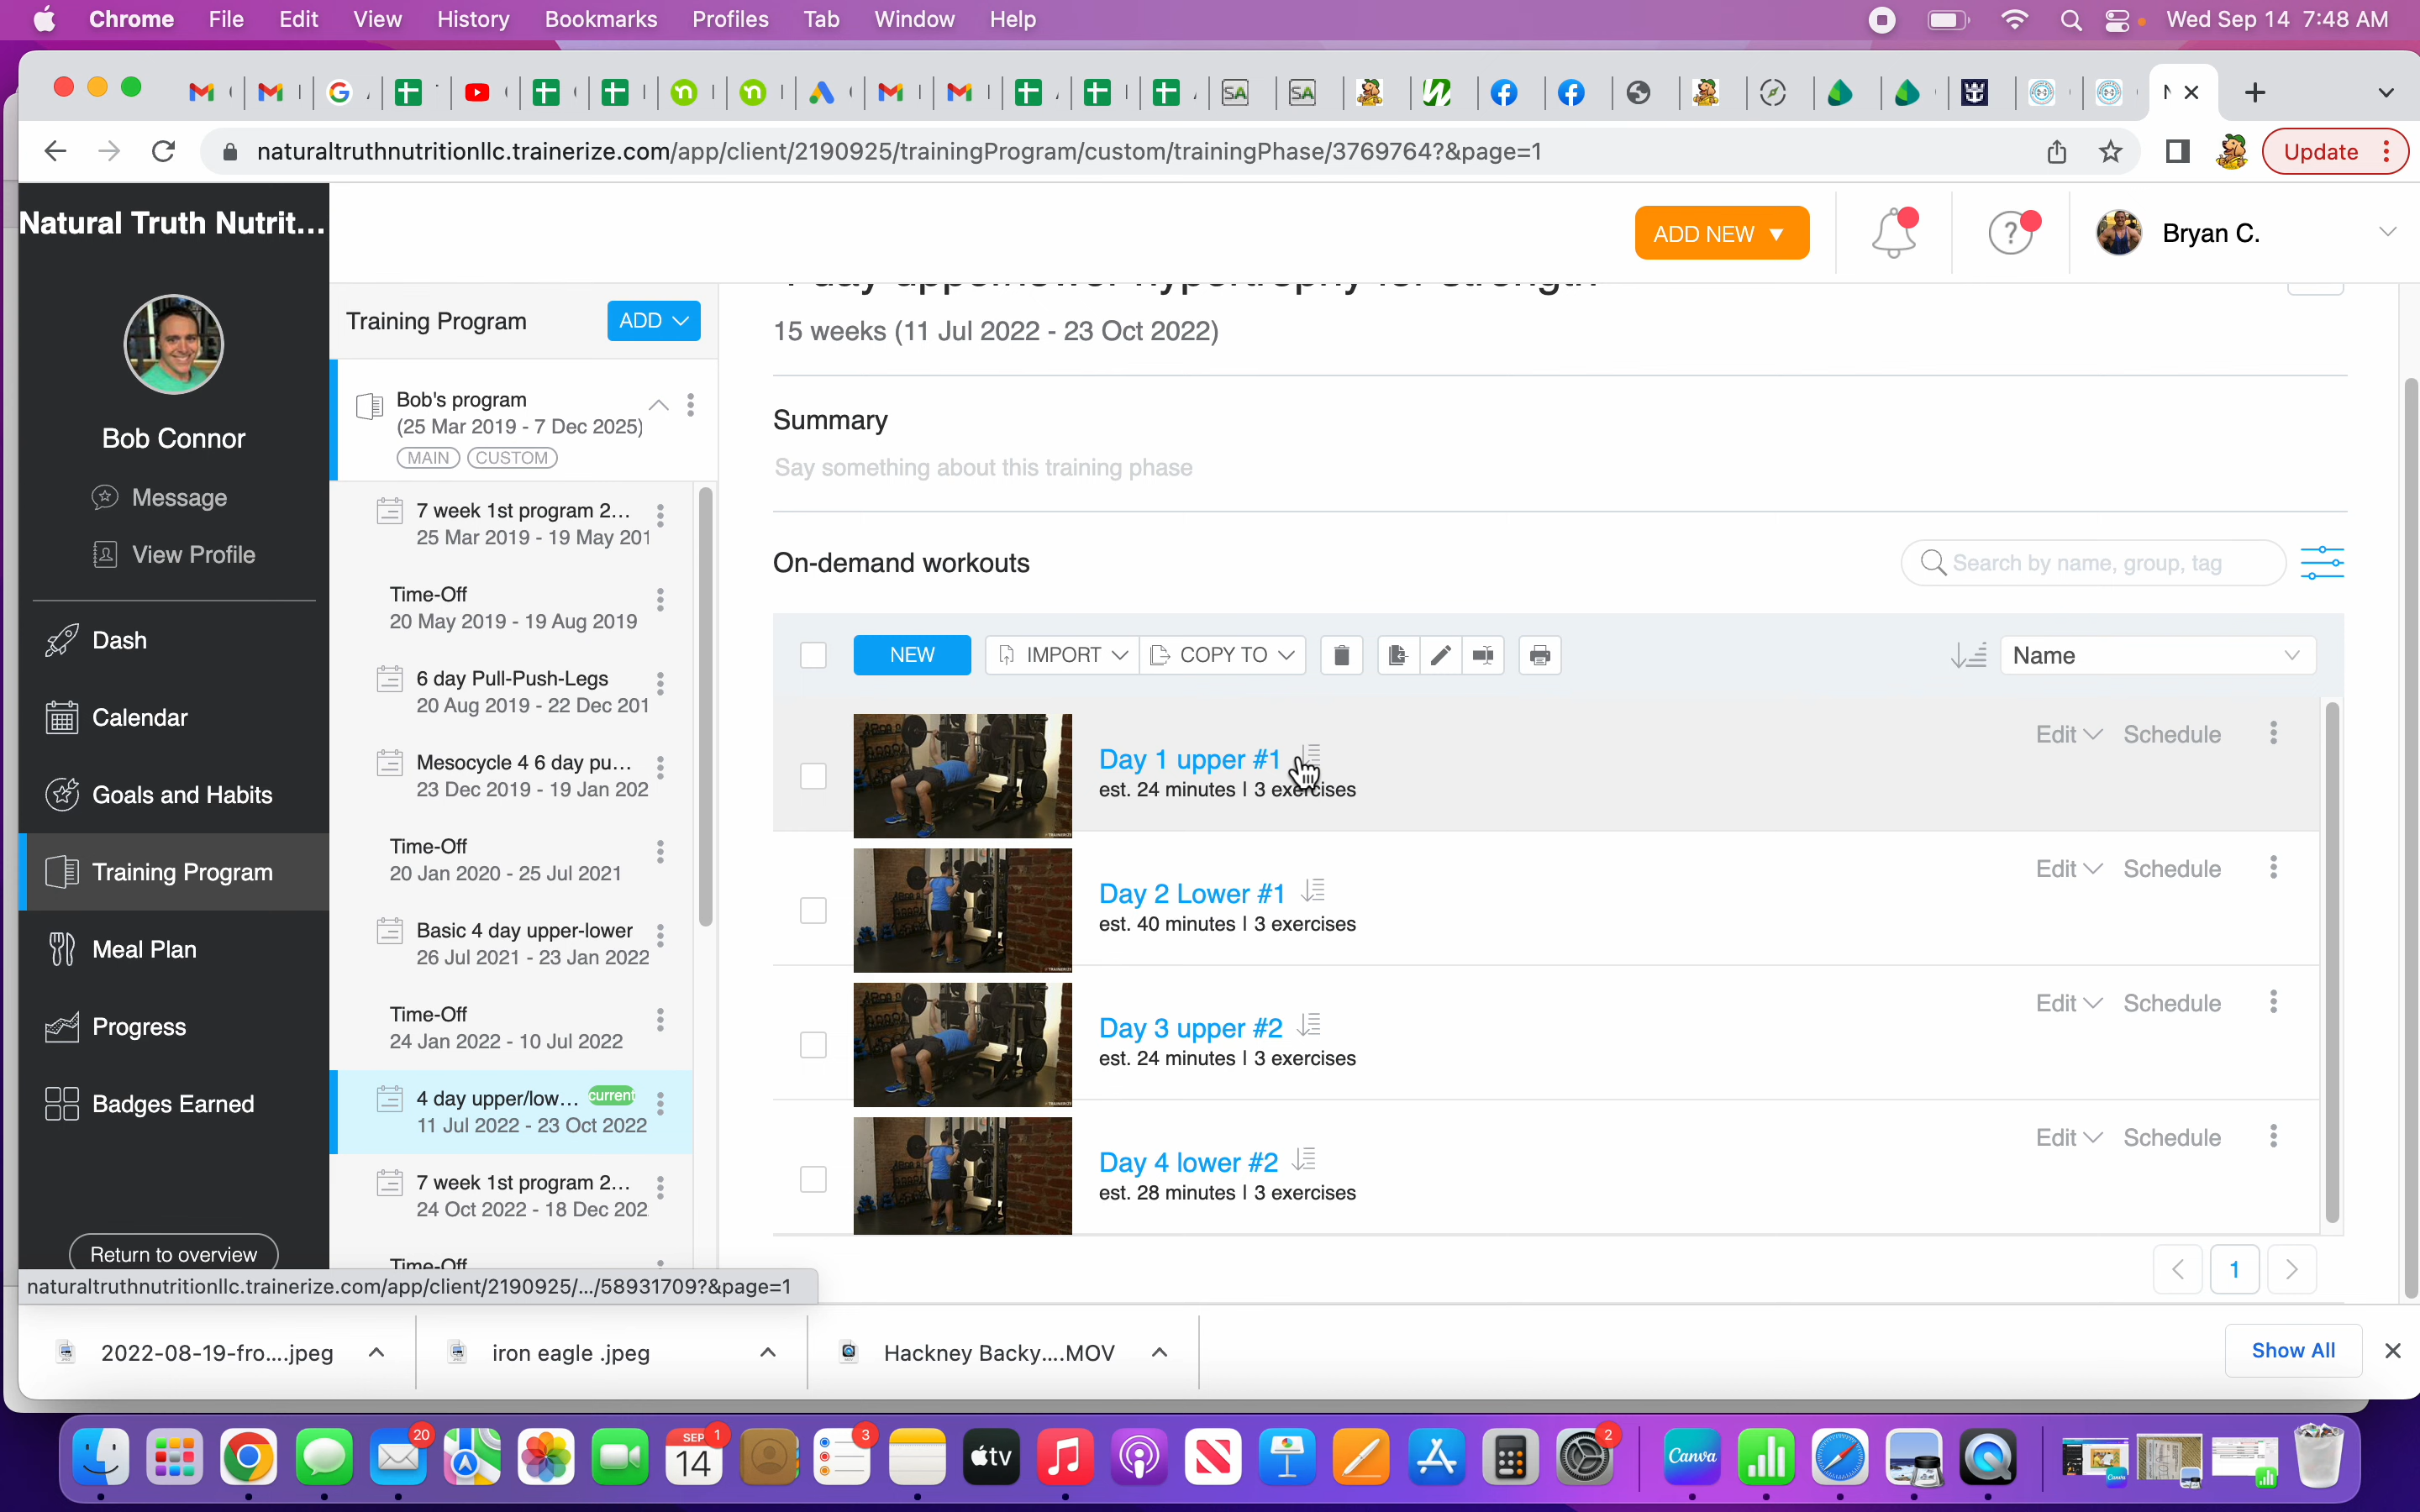 Chrome File Edit View History Bookmarks Profiles Tab Window Help Wed Sep 14 7:48 AM
naturaltruthnutritionllc.trainerize.com/app/client/2190925/trainingProgram/custom/trainingPhase/3769764?&page=1
Update
Natural Truth Nutrit...
ADD NEW
Bryan C.
Bob Connor
Message
View Profile
Dash
Calendar
Goals and Habits
Training Program
Meal Plan
Progress
Badges Earned
Return to overview
Training Program
ADD
Bob's program
(25 Mar 2019 - 7 Dec 2025)
MAIN CUSTOM
7 week 1st program 2...
25 Mar 2019 - 19 May 201
Time-Off
20 May 2019 - 19 Aug 2019
6 day Pull-Push-Legs
20 Aug 2019 - 22 Dec 201
Mesocycle 4 6 day pu...
23 Dec 2019 - 19 Jan 202
Time-Off
20 Jan 2020 - 25 Jul 2021
Basic 4 day upper-lower
26 Jul 2021 - 23 Jan 2022
Time-Off
24 Jan 2022 - 10 Jul 2022
4 day upper/low... current
11 Jul 2022 - 23 Oct 2022
7 week 1st program 2...
24 Oct 2022 - 18 Dec 202
Time-Off
15 weeks (11 Jul 2022 - 23 Oct 2022)
Summary
Say something about this training phase
On-demand workouts
Search by name, group, tag
NEW IMPORT COPY TO
Name
Day 1 upper #1
est. 24 minutes | 3 exercises
Edit Schedule
Day 2 Lower #1
est. 40 minutes | 3 exercises
Edit Schedule
Day 3 upper #2
est. 24 minutes | 3 exercises
Edit Schedule
Day 4 lower #2
est. 28 minutes | 3 exercises
Edit Schedule
1
naturaltruthnutritionllc.trainerize.com/app/client/2190925/.../58931709?&page=1
2022-08-19-fro....jpeg
iron eagle .jpeg
Hackney Backy....MOV
Show All
20
SEP 1
14
3
tv
2
Canva